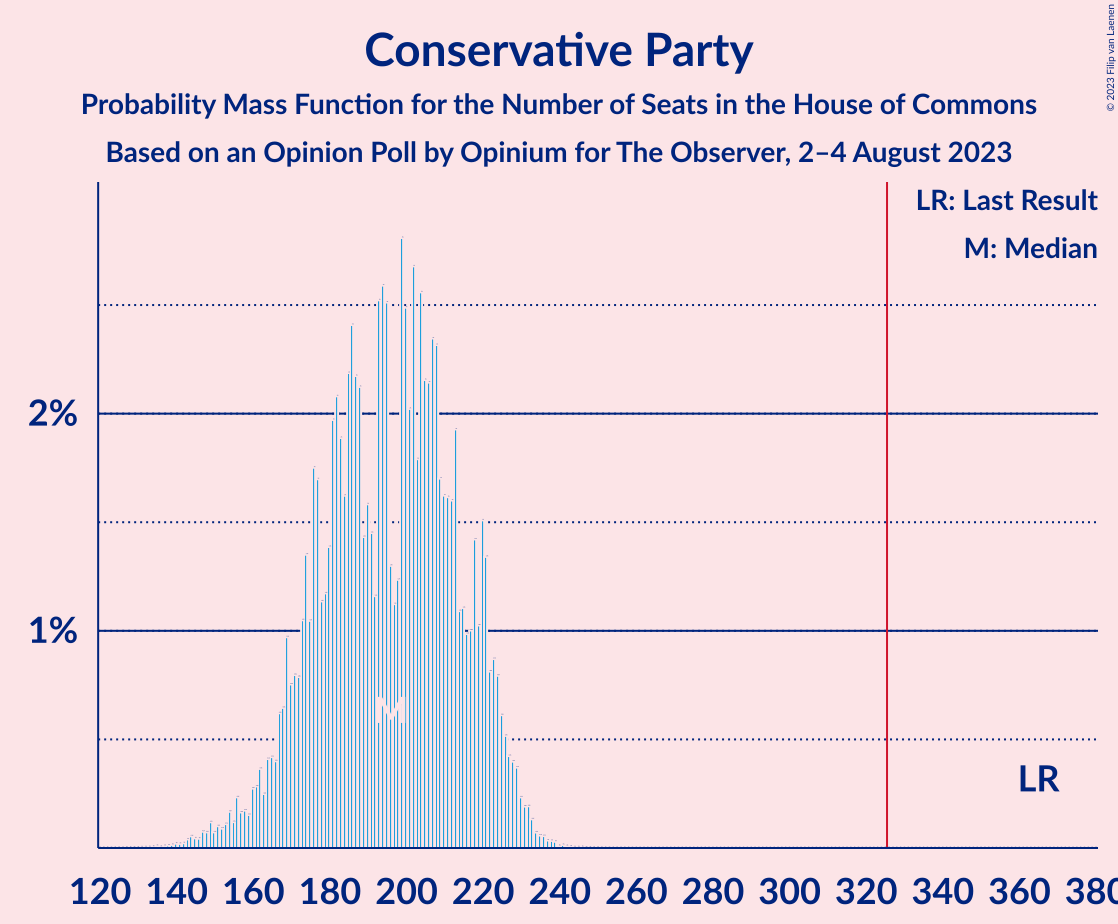 Conservative Party
Probability Mass Function for the Number of Seats in the House of Commons
Based on an Opinion Poll by Opinium for The Observer, 2–4 August 2023
© 2023 Filip van Laenen
LR: Last Result
M: Median
2%
1%
M
LR
120 140 160 180 200 220 240 260 280 300 320 340 360 380